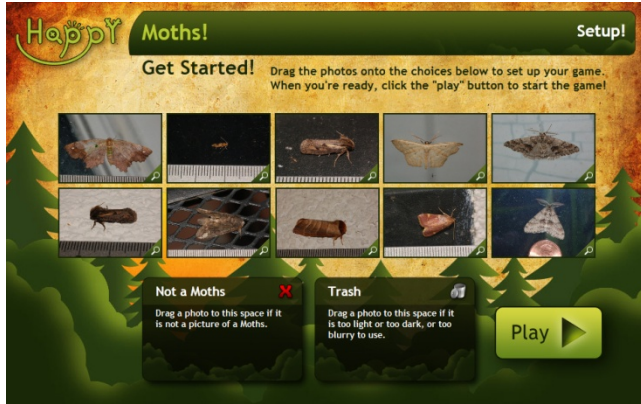 Happy
Moths!
Setup!
Get Started!
Drag the photos onto the choices below to set up your game.
When you're ready, click the "play" button to start the game!
Not a Moths
Drag a photo to this space if it
is not a picture of a Moths.
Trash
Drag a photo to this space if it
is too light or too dark, or too
blurry to use.
Play